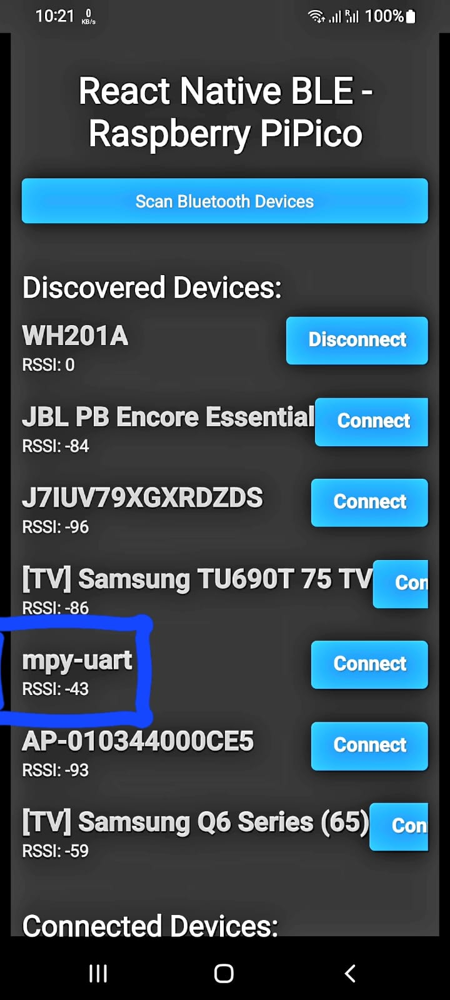 10:21 0 KB/s R 100%
React Native BLE -
Raspberry PiPico
Scan Bluetooth Devices
Discovered Devices:
WH201A Disconnect
RSSI: 0
JBL PB Encore Essential Connect
RSSI: -84
J7IUV79XGXRDZDS Connect
RSSI: -96
[TV] Samsung TU690T 75 TV Con
RSSI: -86
mpy-uart Connect
RSSI: -43
AP-010344000CE5 Connect
RSSI: -93
[TV] Samsung Q6 Series (65) Con
RSSI: -59
Connected Devices: